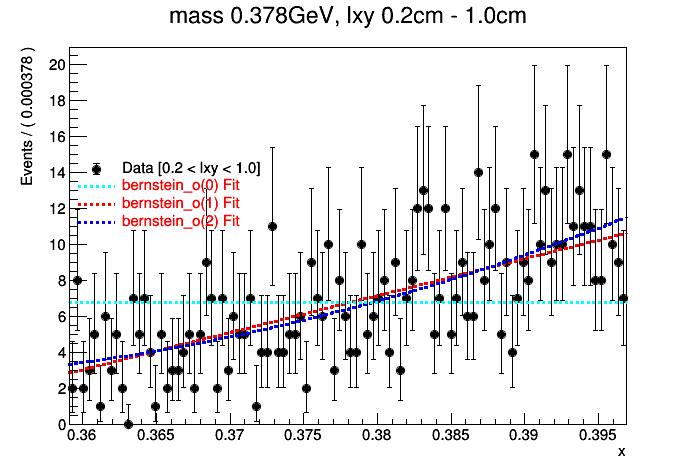 mass 0.378GeV, lxy 0.2cm - 1.0cm
Events / ( 0.000378 )
20
18
16
14
12
10
8
6
4
2
0
Data [0.2 < lxy < 1.0]
bernstein_o(0) Fit
bernstein_o(1) Fit
bernstein_o(2) Fit
0.36 0.365 0.37 0.375 0.38 0.385 0.39 0.395
x